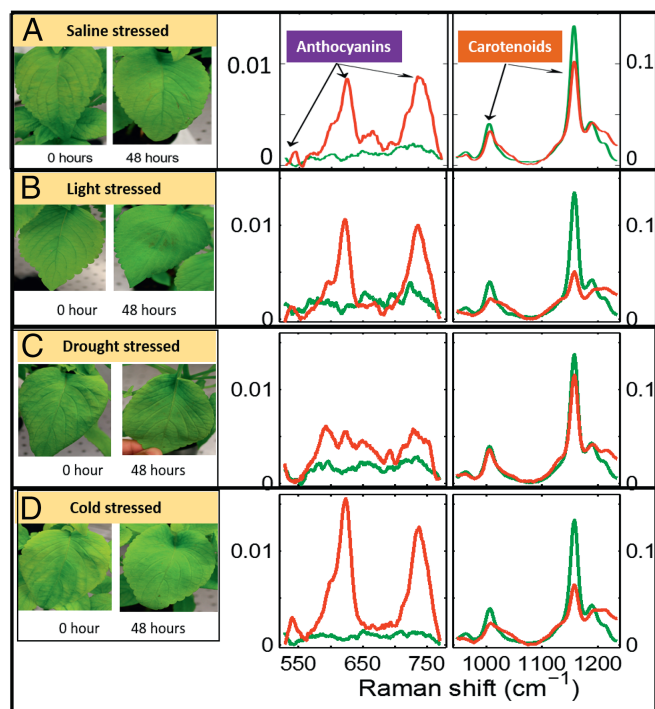 A
Saline stressed
0 hours
48 hours
Anthocyanins
Carotenoids
0.01
0
0.1
0
B
Light stressed
0 hour
48 hours
0.01
0
0.1
0
C
Drought stressed
0 hour
48 hours
0.01
0
0.1
0
D
Cold stressed
0 hour
48 hours
0.01
0
0.1
0
550
650
750
1000
1100
1200
Raman shift (cm⁻¹)